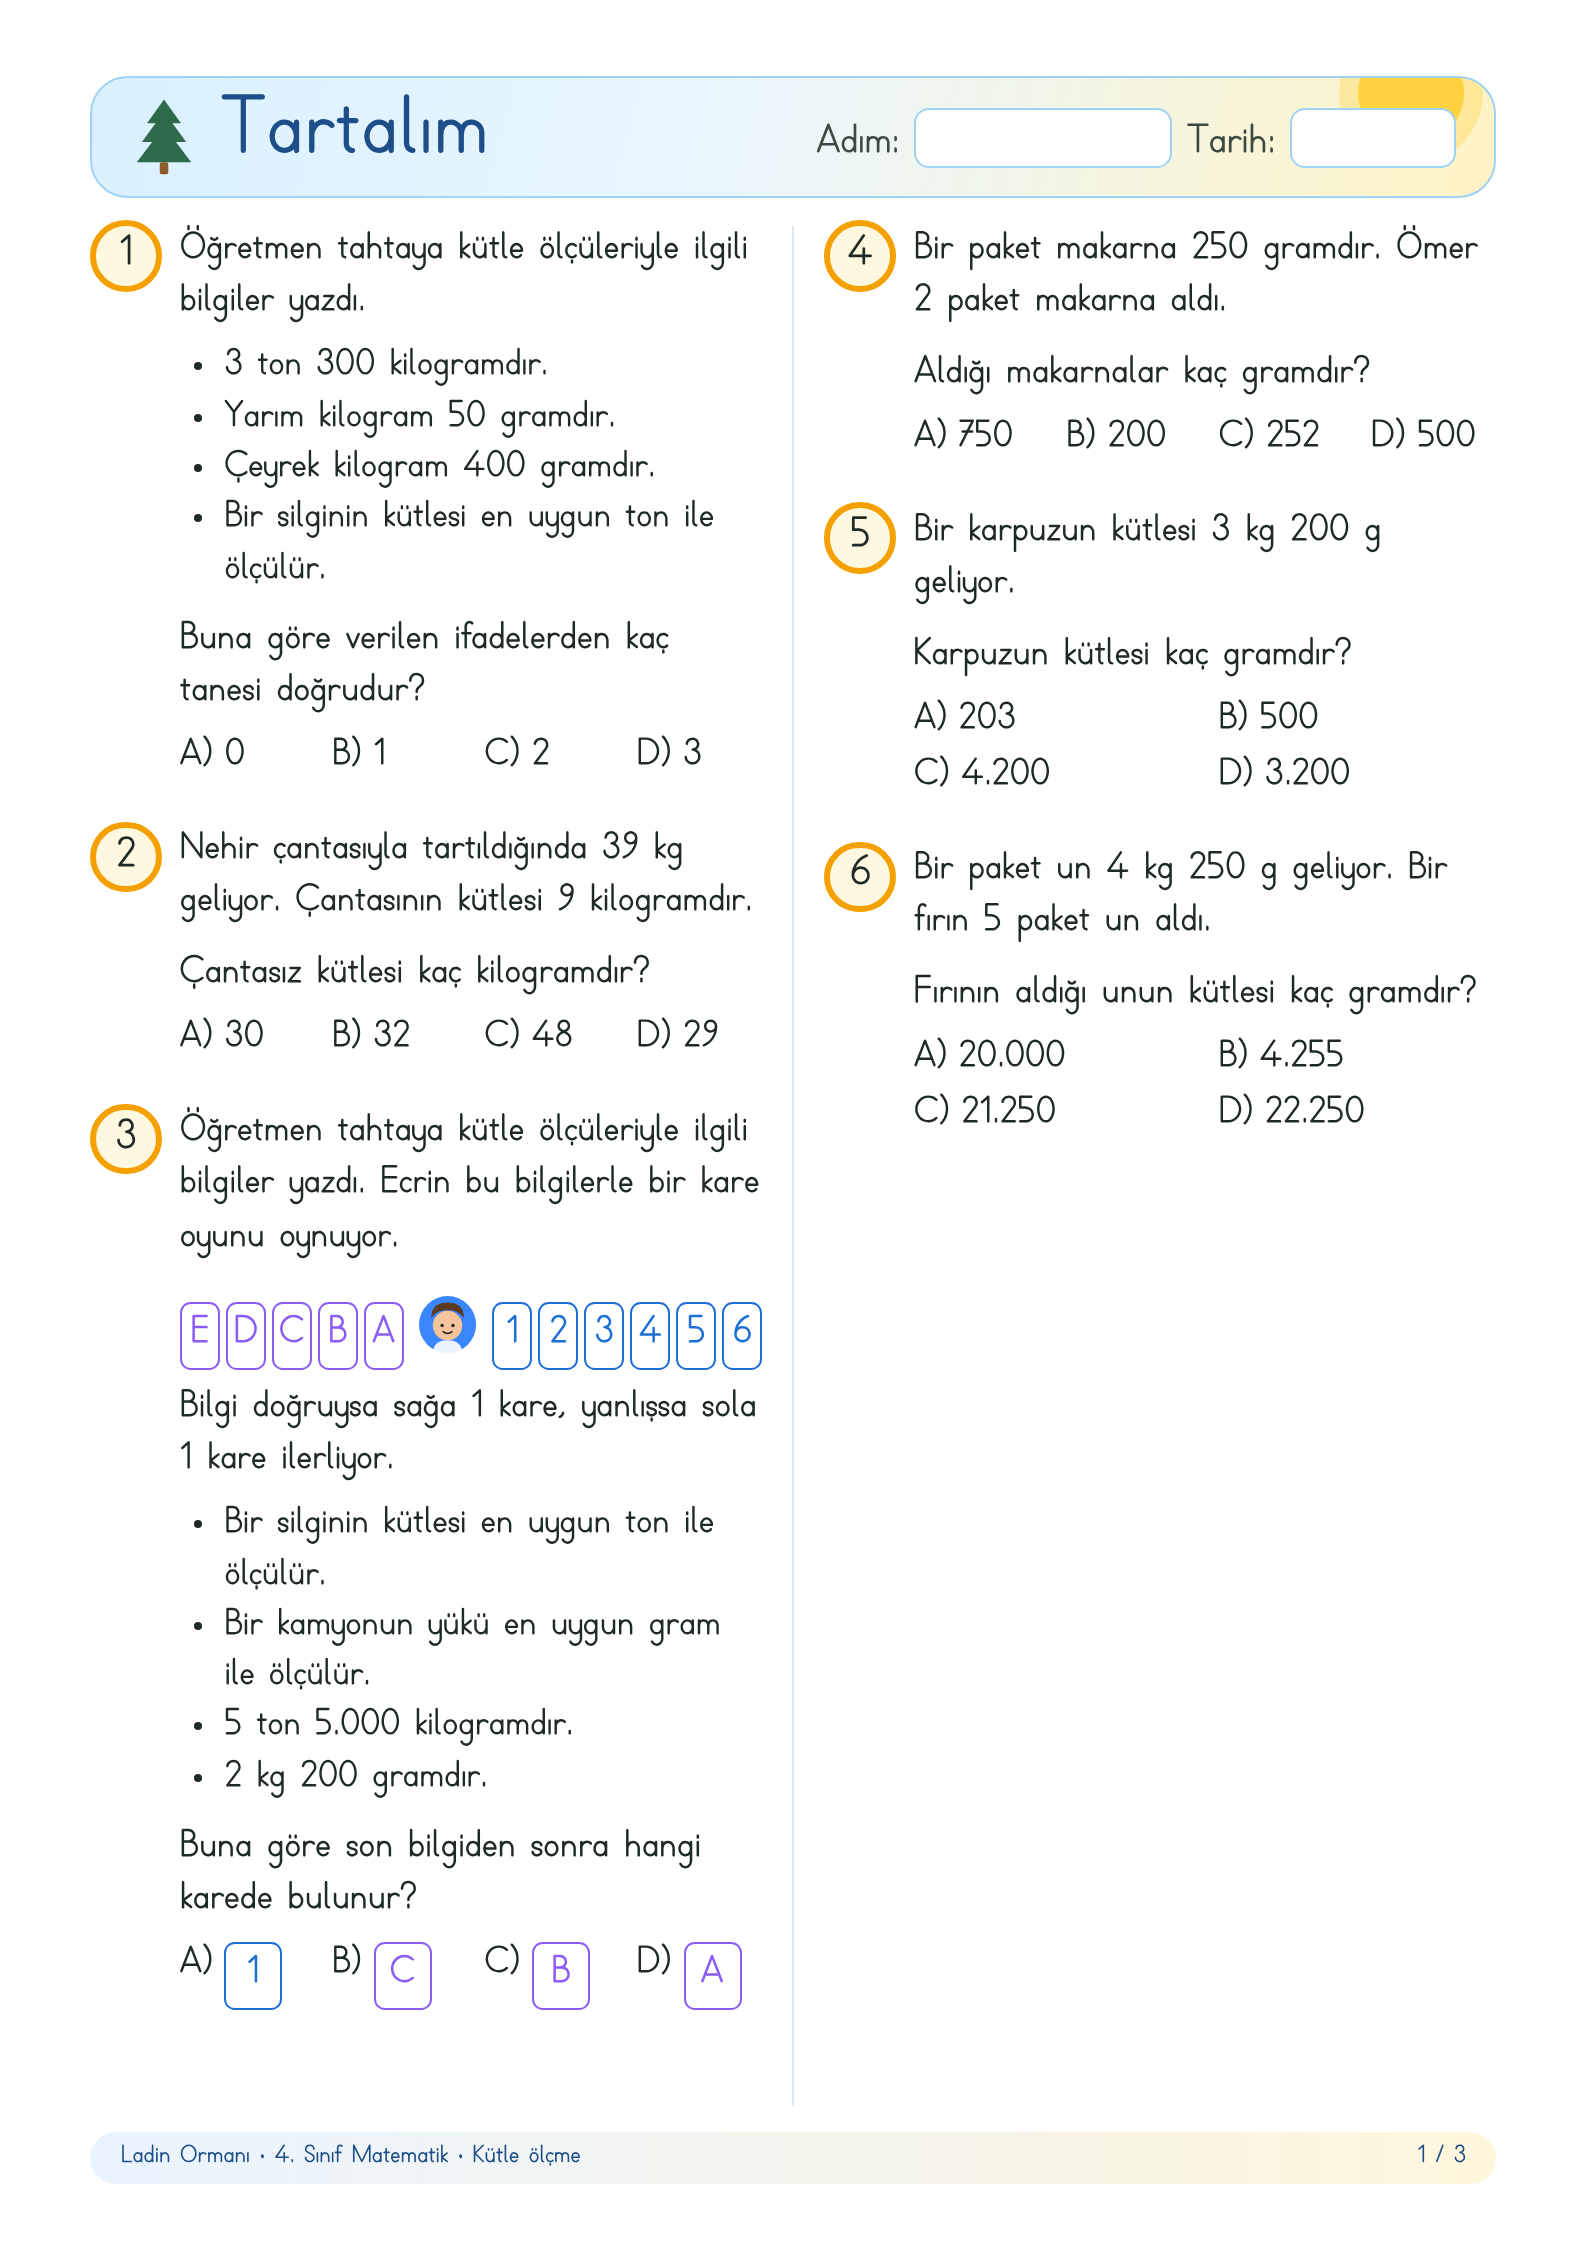 Tartalım
Adım:
Tarih:
1
Öğretmen tahtaya kütle ölçüleriyle ilgili
bilgiler yazdı.
• 3 ton 300 kilogramdır.
• Yarım kilogram 50 gramdır.
• Çeyrek kilogram 400 gramdır.
• Bir silginin kütlesi en uygun ton ile
ölçülür.
Buna göre verilen ifadelerden kaç
tanesi doğrudur?
A) 0 B) 1 C) 2 D) 3
2
Nehir çantasıyla tartıldığında 39 kg
geliyor. Çantasının kütlesi 9 kilogramdır.
Çantasız kütlesi kaç kilogramdır?
A) 30 B) 32 C) 48 D) 29
3
Öğretmen tahtaya kütle ölçüleriyle ilgili
bilgiler yazdı. Ecrin bu bilgilerle bir kare
oyunu oynuyor.
E D C B A 1 2 3 4 5 6
Bilgi doğruysa sağa 1 kare, yanlışsa sola
1 kare ilerliyor.
• Bir silginin kütlesi en uygun ton ile
ölçülür.
• Bir kamyonun yükü en uygun gram
ile ölçülür.
• 5 ton 5.000 kilogramdır.
• 2 kg 200 gramdır.
Buna göre son bilgiden sonra hangi
karede bulunur?
A) 1 B) C C) B D) A
4
Bir paket makarna 250 gramdır. Ömer
2 paket makarna aldı.
Aldığı makarnalar kaç gramdır?
A) 750 B) 200 C) 252 D) 500
5
Bir karpuzun kütlesi 3 kg 200 g
geliyor.
Karpuzun kütlesi kaç gramdır?
A) 203 B) 500
C) 4.200 D) 3.200
6
Bir paket un 4 kg 250 g geliyor. Bir
fırın 5 paket un aldı.
Fırının aldığı unun kütlesi kaç gramdır?
A) 20.000 B) 4.255
C) 21.250 D) 22.250
Ladin Ormanı • 4. Sınıf Matematik • Kütle ölçme
1 / 3